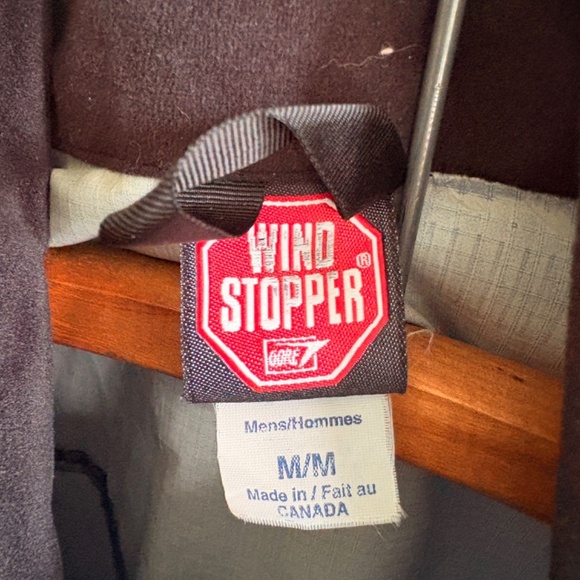 WIND
STOPPER®
GORE
Mens/Hommes
M/M
Made in / Fait au
CANADA